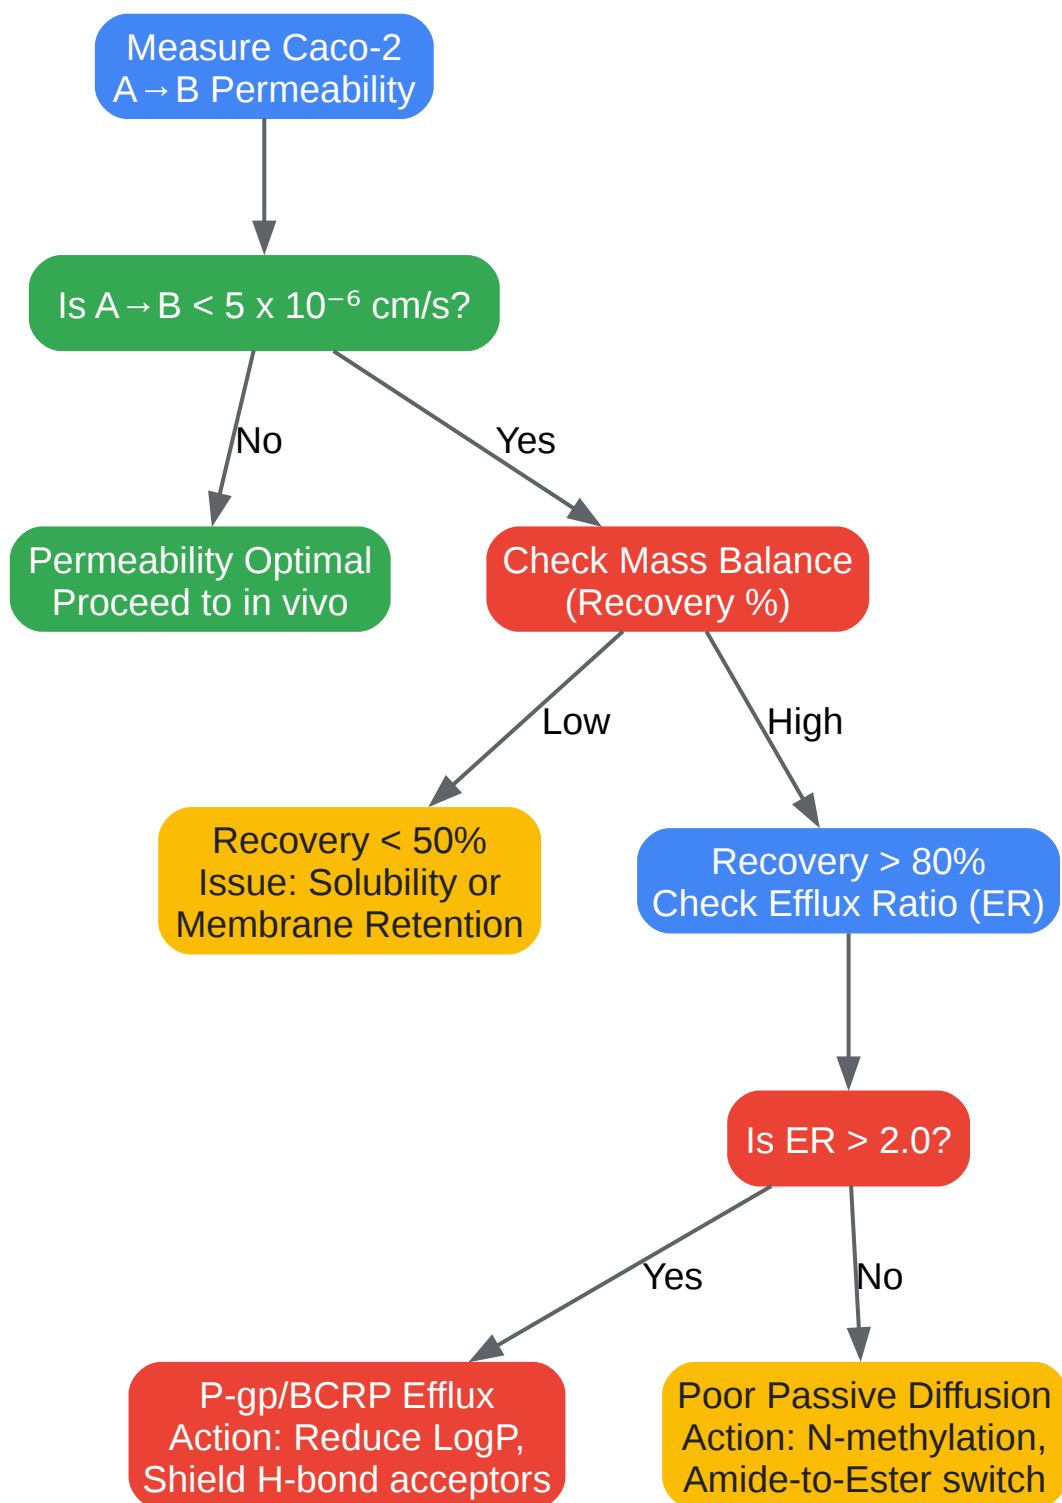 Measure Caco-2
A→B Permeability
Is A→B < 5 x 10⁻⁶ cm/s?
No
Yes
Permeability Optimal
Proceed to in vivo
Check Mass Balance
(Recovery %)
Low
High
Recovery < 50%
Issue: Solubility or
Membrane Retention
Recovery > 80%
Check Efflux Ratio (ER)
Is ER > 2.0?
Yes
No
P-gp/BCRP Efflux
Action: Reduce LogP,
Shield H-bond acceptors
Poor Passive Diffusion
Action: N-methylation,
Amide-to-Ester switch